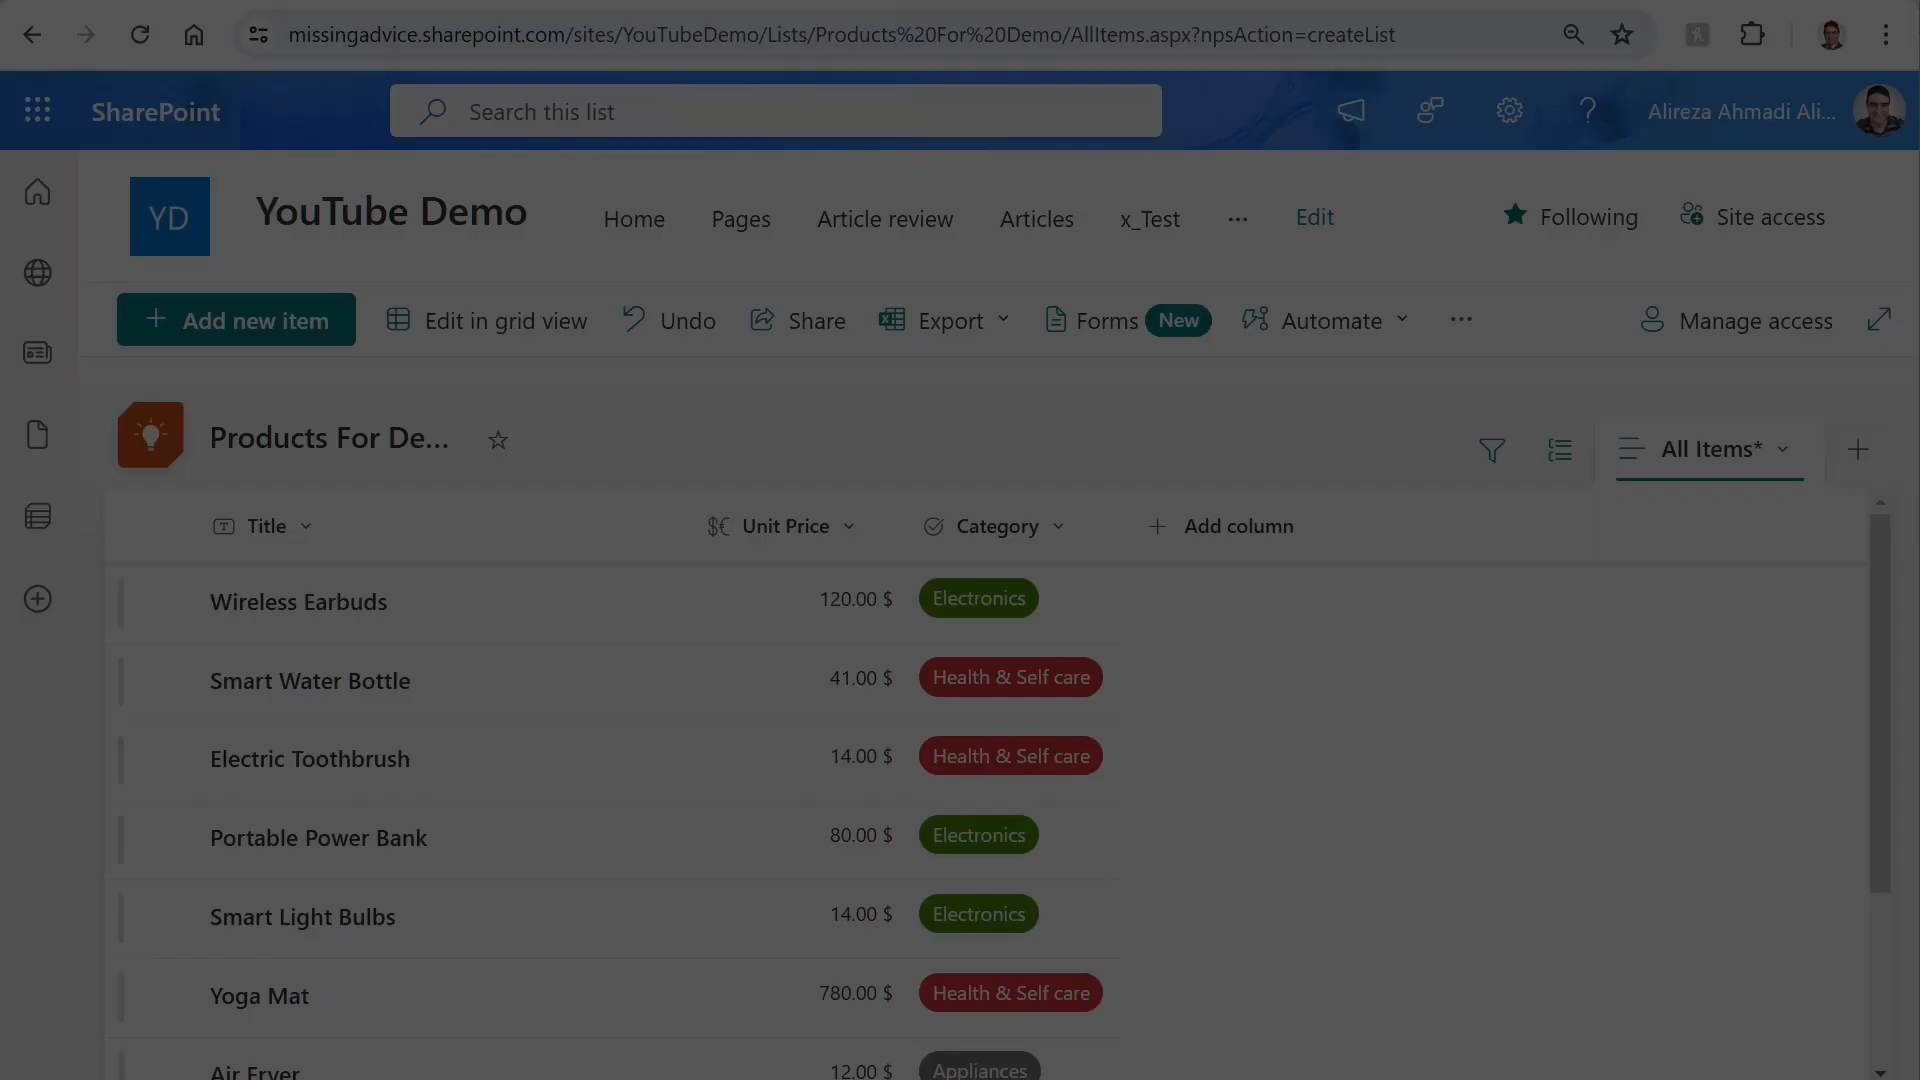 missingadvice.sharepoint.com/sites/YouTubeDemo/Lists/Products%20For%20Demo/AllItems.aspx?npsAction=createList
SharePoint
Search this list
Alireza Ahmadi Ali...
YD
YouTube Demo
Home
Pages
Article review
Articles
x_Test
Edit
Following
Site access
Add new item
Edit in grid view
Undo
Share
Export
Forms
New
Automate
Manage access
Products For De...
All Items*
Title
Unit Price
Category
Add column
Wireless Earbuds 120.00 $ Electronics
Smart Water Bottle 41.00 $ Health & Self care
Electric Toothbrush 14.00 $ Health & Self care
Portable Power Bank 80.00 $ Electronics
Smart Light Bulbs 14.00 $ Electronics
Yoga Mat 780.00 $ Health & Self care
Air Fryer 12.00 $ Appliances